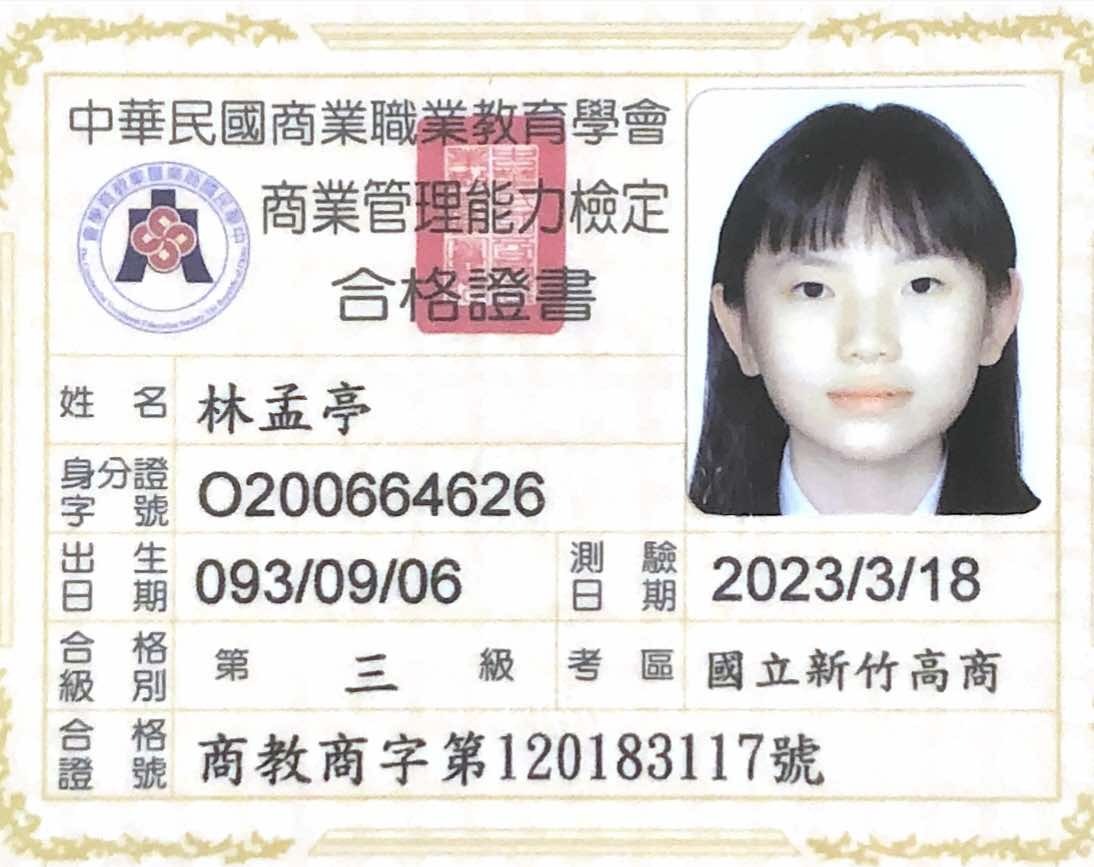 中華民國商業職業教育學會
商業管理能力檢定
合格證書
姓名 林孟亭
身分證字號 O200664626
出生日期 093/09/06 測驗日期 2023/3/18
合格級別 第三級 考區 國立新竹高商
合格證號 商教商字第120183117號